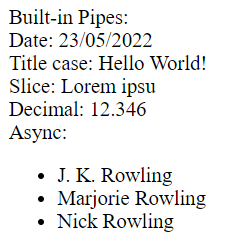 Built-in Pipes:
Date: 23/05/2022
Title case: Hello World!
Slice: Lorem ipsu
Decimal: 12.346
Async:
• J. K. Rowling
• Marjorie Rowling
• Nick Rowling